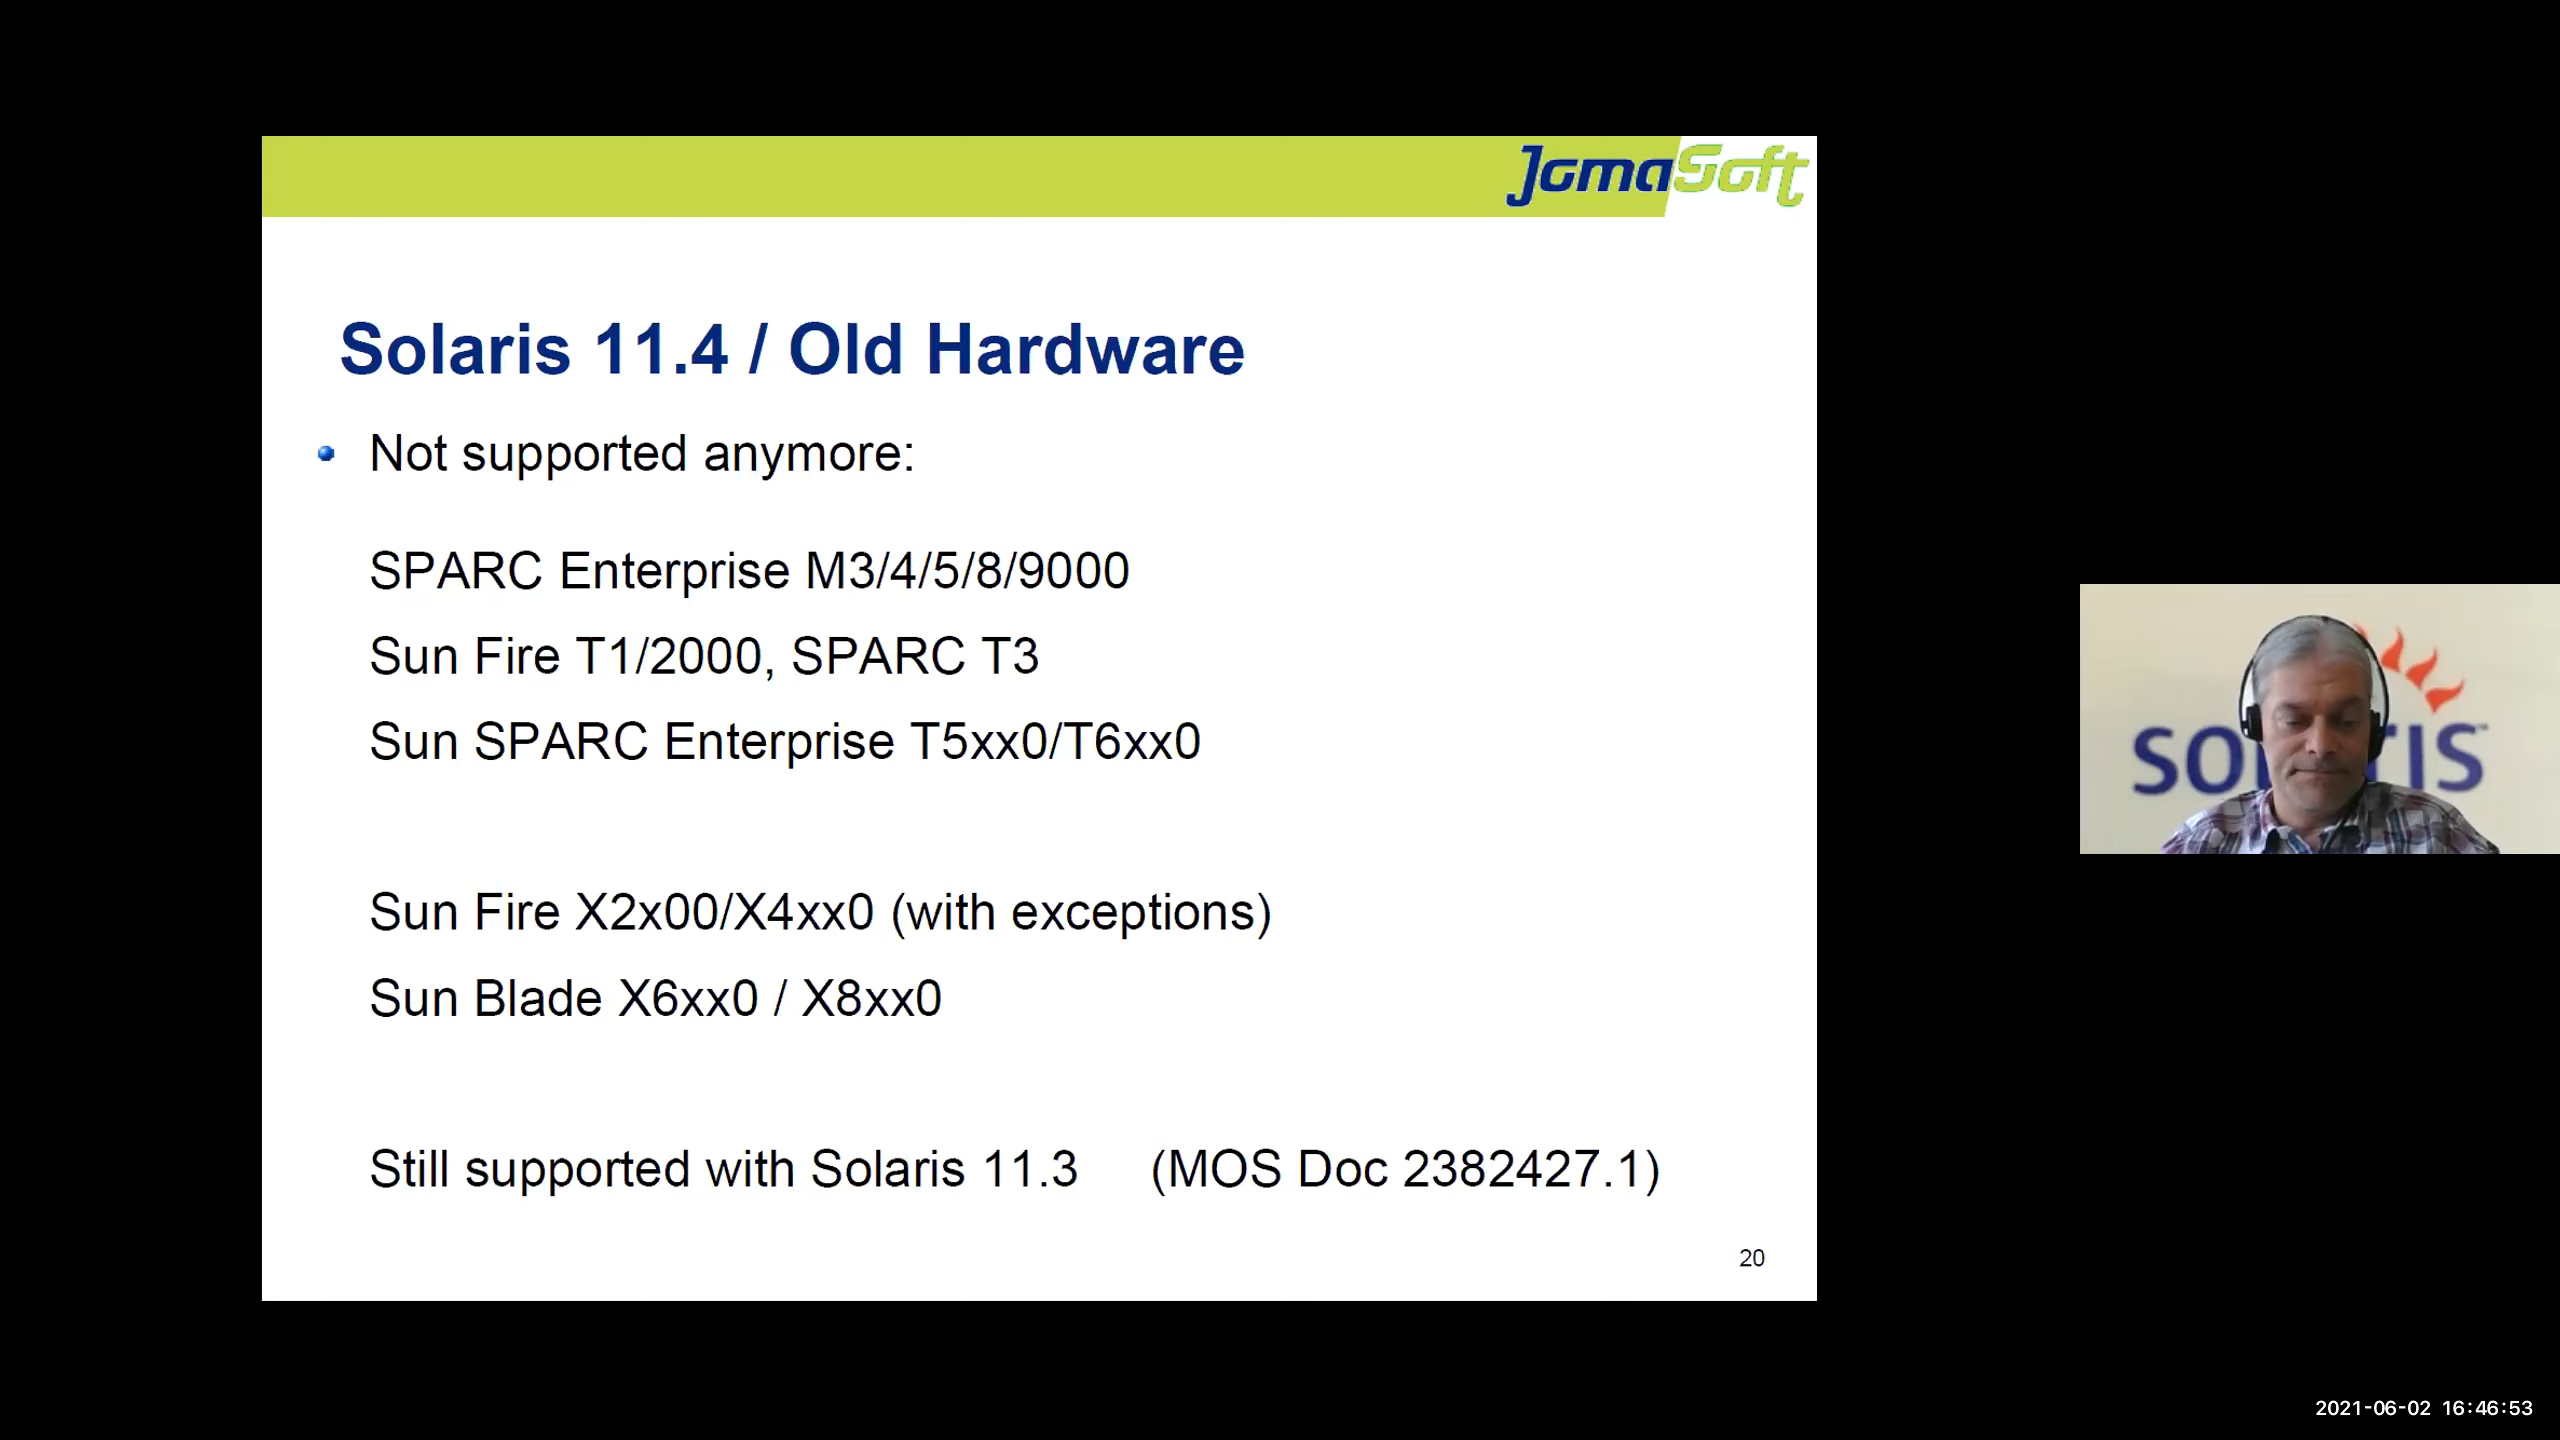 JomaSoft
Solaris 11.4 / Old Hardware
Not supported anymore:
SPARC Enterprise M3/4/5/8/9000
Sun Fire T1/2000, SPARC T3
Sun SPARC Enterprise T5xx0/T6xx0
Sun Fire X2x00/X4xx0 (with exceptions)
Sun Blade X6xx0 / X8xx0
Still supported with Solaris 11.3 (MOS Doc 2382427.1)
20
2021-06-02 16:46:53